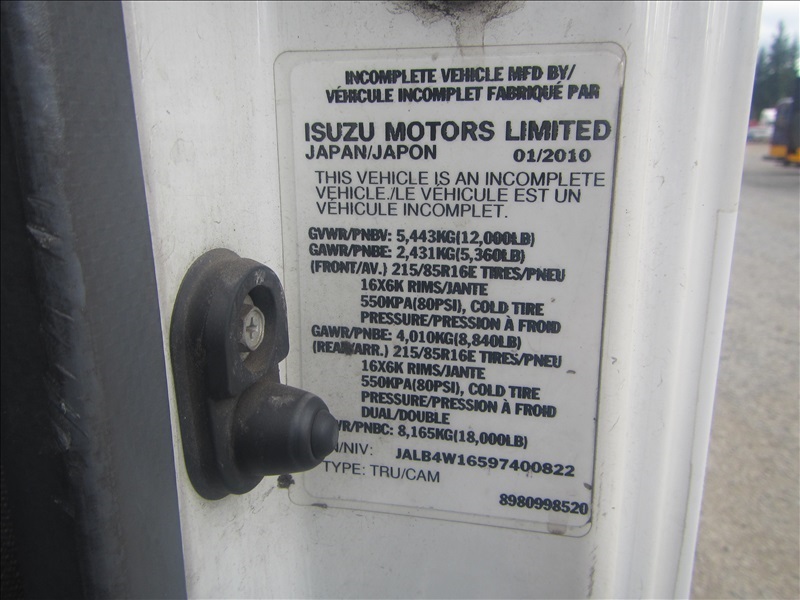 INCOMPLETE VEHICLE MFD BY/
VÉHICULE INCOMPLET FABRIQUÉ PAR
ISUZU MOTORS LIMITED
JAPAN/JAPON 01/2010
THIS VEHICLE IS AN INCOMPLETE
VEHICLE./LE VÉHICULE EST UN
VÉHICULE INCOMPLET.
GVWR/PNBV: 5,443KG(12,000LB)
GAWR/PNBE: 2,431KG(5,360LB)
(FRONT/AV.) 215/85R16E TIRES/PNEU
16X6K RIMS/JANTE
550KPA(80PSI), COLD TIRE
PRESSURE/PRESSION À FROID
GAWR/PNBE: 4,010KG(8,840LB)
(REAR/ARR.) 215/85R16E TIRES/PNEU
16X6K RIMS/JANTE
550KPA(80PSI), COLD TIRE
PRESSURE/PRESSION À FROID
DUAL/DOUBLE
WR/PNBC: 8,165KG(18,000LB)
N/NIV: JALB4W16597400822
TYPE: TRU/CAM
8980998520